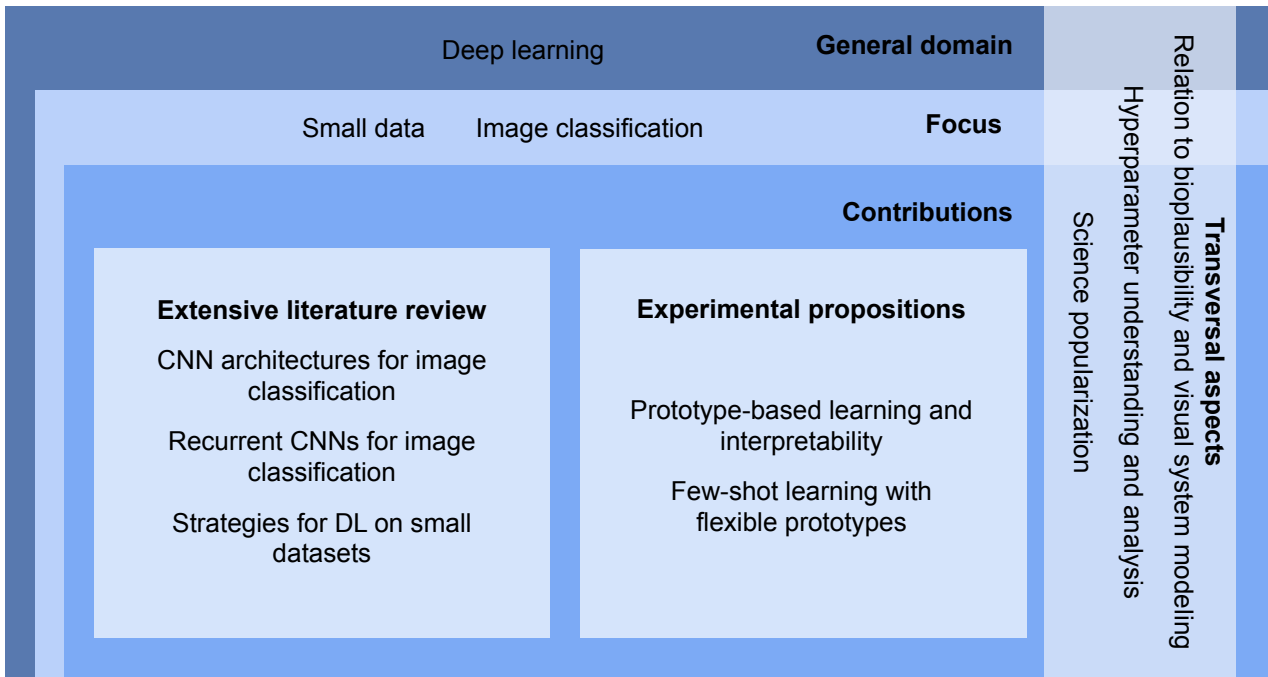 Deep learning
General domain
Small data
Image classification
Focus
Contributions
Extensive literature review
CNN architectures for image
classification
Recurrent CNNs for image
classification
Strategies for DL on small
datasets
Experimental propositions
Prototype-based learning and
interpretability
Few-shot learning with
flexible prototypes
Transversal aspects
Relation to bioplausibility and visual system modeling
Hyperparameter understanding and analysis
Science popularization